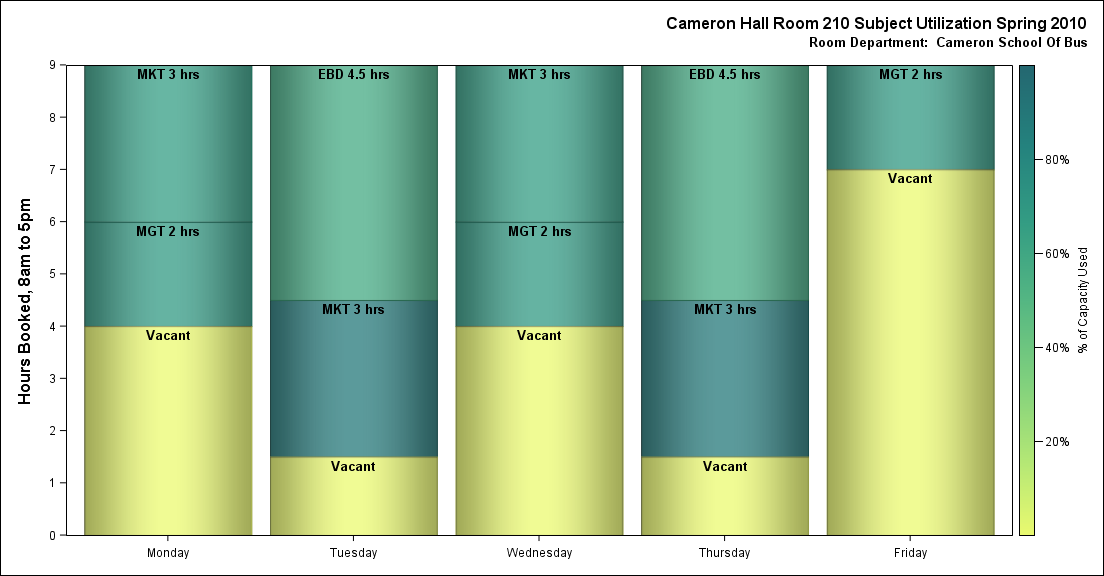 Cameron Hall Room 210 Subject Utilization Spring 2010
Room Department:  Cameron School Of Bus
Hours Booked, 8am to 5pm
9
8
7
6
5
4
3
2
1
0
MKT 3 hrs
MGT 2 hrs
Vacant
EBD 4.5 hrs
MKT 3 hrs
Vacant
MKT 3 hrs
MGT 2 hrs
Vacant
EBD 4.5 hrs
MKT 3 hrs
Vacant
MGT 2 hrs
Vacant
Monday
Tuesday
Wednesday
Thursday
Friday
80%
60%
40%
20%
% of Capacity Used